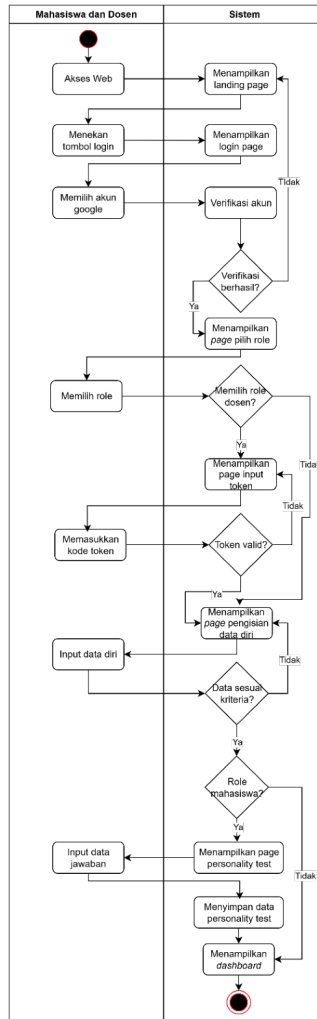 Mahasiswa dan Dosen
Sistem
Akses Web
Menampilkan
landing page
Menekan
tombol login
Menampilkan
login page
TIdak
Memilih akun
google
Verifikasi akun
Verifikasi
berhasil?
Ya
Menampilkan
page pilih role
Memilih role
Memilih role
dosen?
Ya
Tidak
Menampilkan
page input
token
Tidak
Memasukkan
kode token
Token valid?
Ya
Menampilkan
page pengisian
data diri
Input data diri
Tidak
Data sesuai
kriteria?
Ya
Role
mahasiswa?
Ya
Input data
jawaban
Menampilkan page
personality test
Tidak
Menyimpan data
personality test
Menampilkan
dashboard